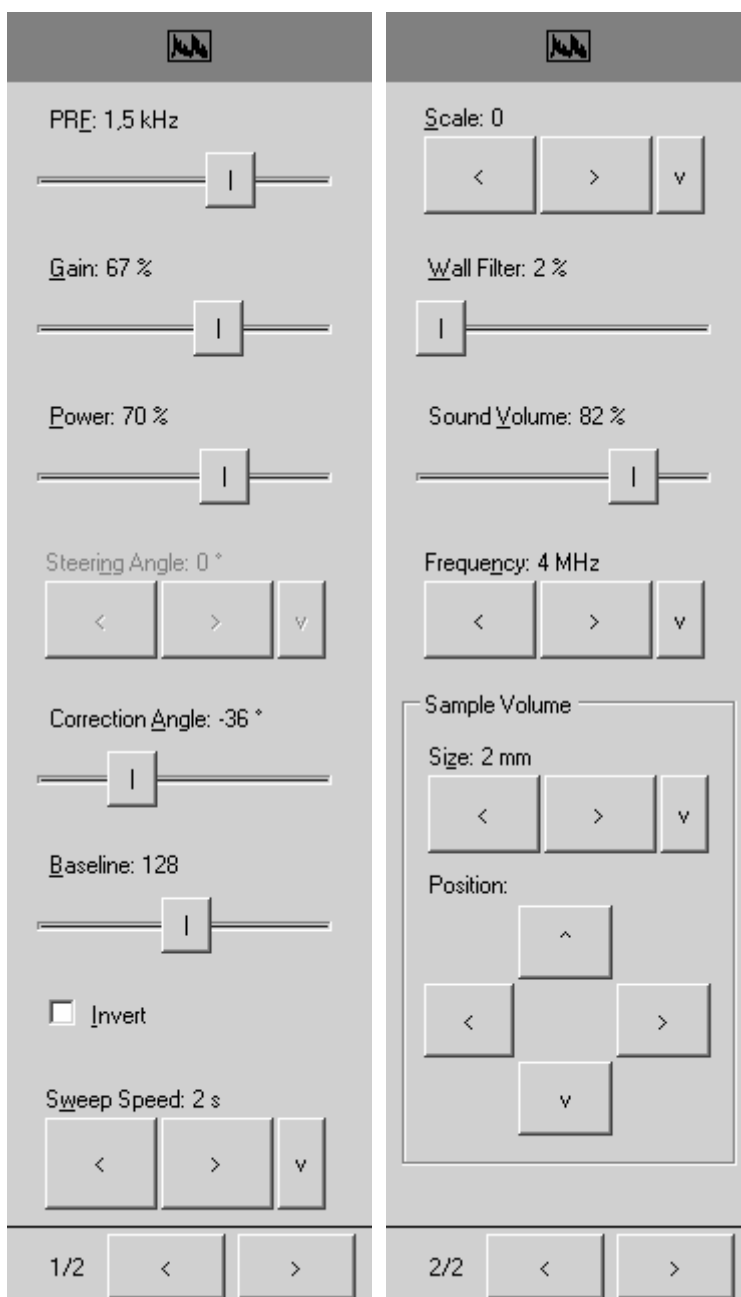 PRF: 1,5 kHz
Gain: 67 %
Power: 70 %
Steering Angle: 0 °
< > v
Correction Angle: -36 °
Baseline: 128
Invert
Sweep Speed: 2 s
< > v
1/2 < >
Scale: 0
< > v
Wall Filter: 2 %
Sound Volume: 82 %
Frequency: 4 MHz
< > v
Sample Volume
Size: 2 mm
< > v
Position:
^
< >
v
2/2 < >